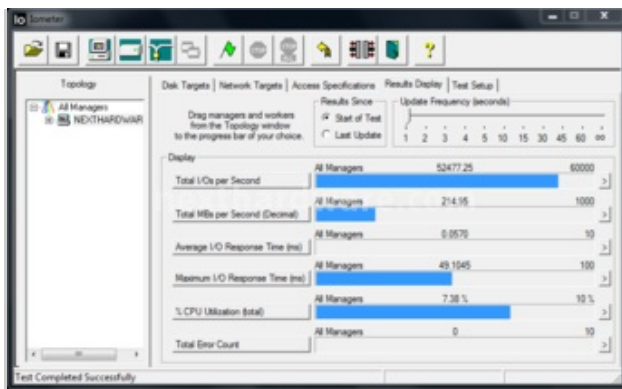 Iometer
Topology
All Managers
NEXTHARDWAR
Disk Targets | Network Targets | Access Specifications | Results Display | Test Setup
Drag managers and workers
from the Topology window
to the progress bar of your choice.
Results Since
Start of Test
Last Update
Update Frequency (seconds)
1 2 3 4 5 10 15 30 45 60 ∞
Display
All Managers 52477.25 60000
Total I/Os per Second
All Managers 214.95 1000
Total MBs per Second (Decimal)
All Managers 0.0570 10
Average I/O Response Time (ms)
All Managers 49.1045 100
Maximum I/O Response Time (ms)
All Managers 7.38 % 10 %
% CPU Utilization (total)
All Managers 0 10
Total Error Count
Test Completed Successfully